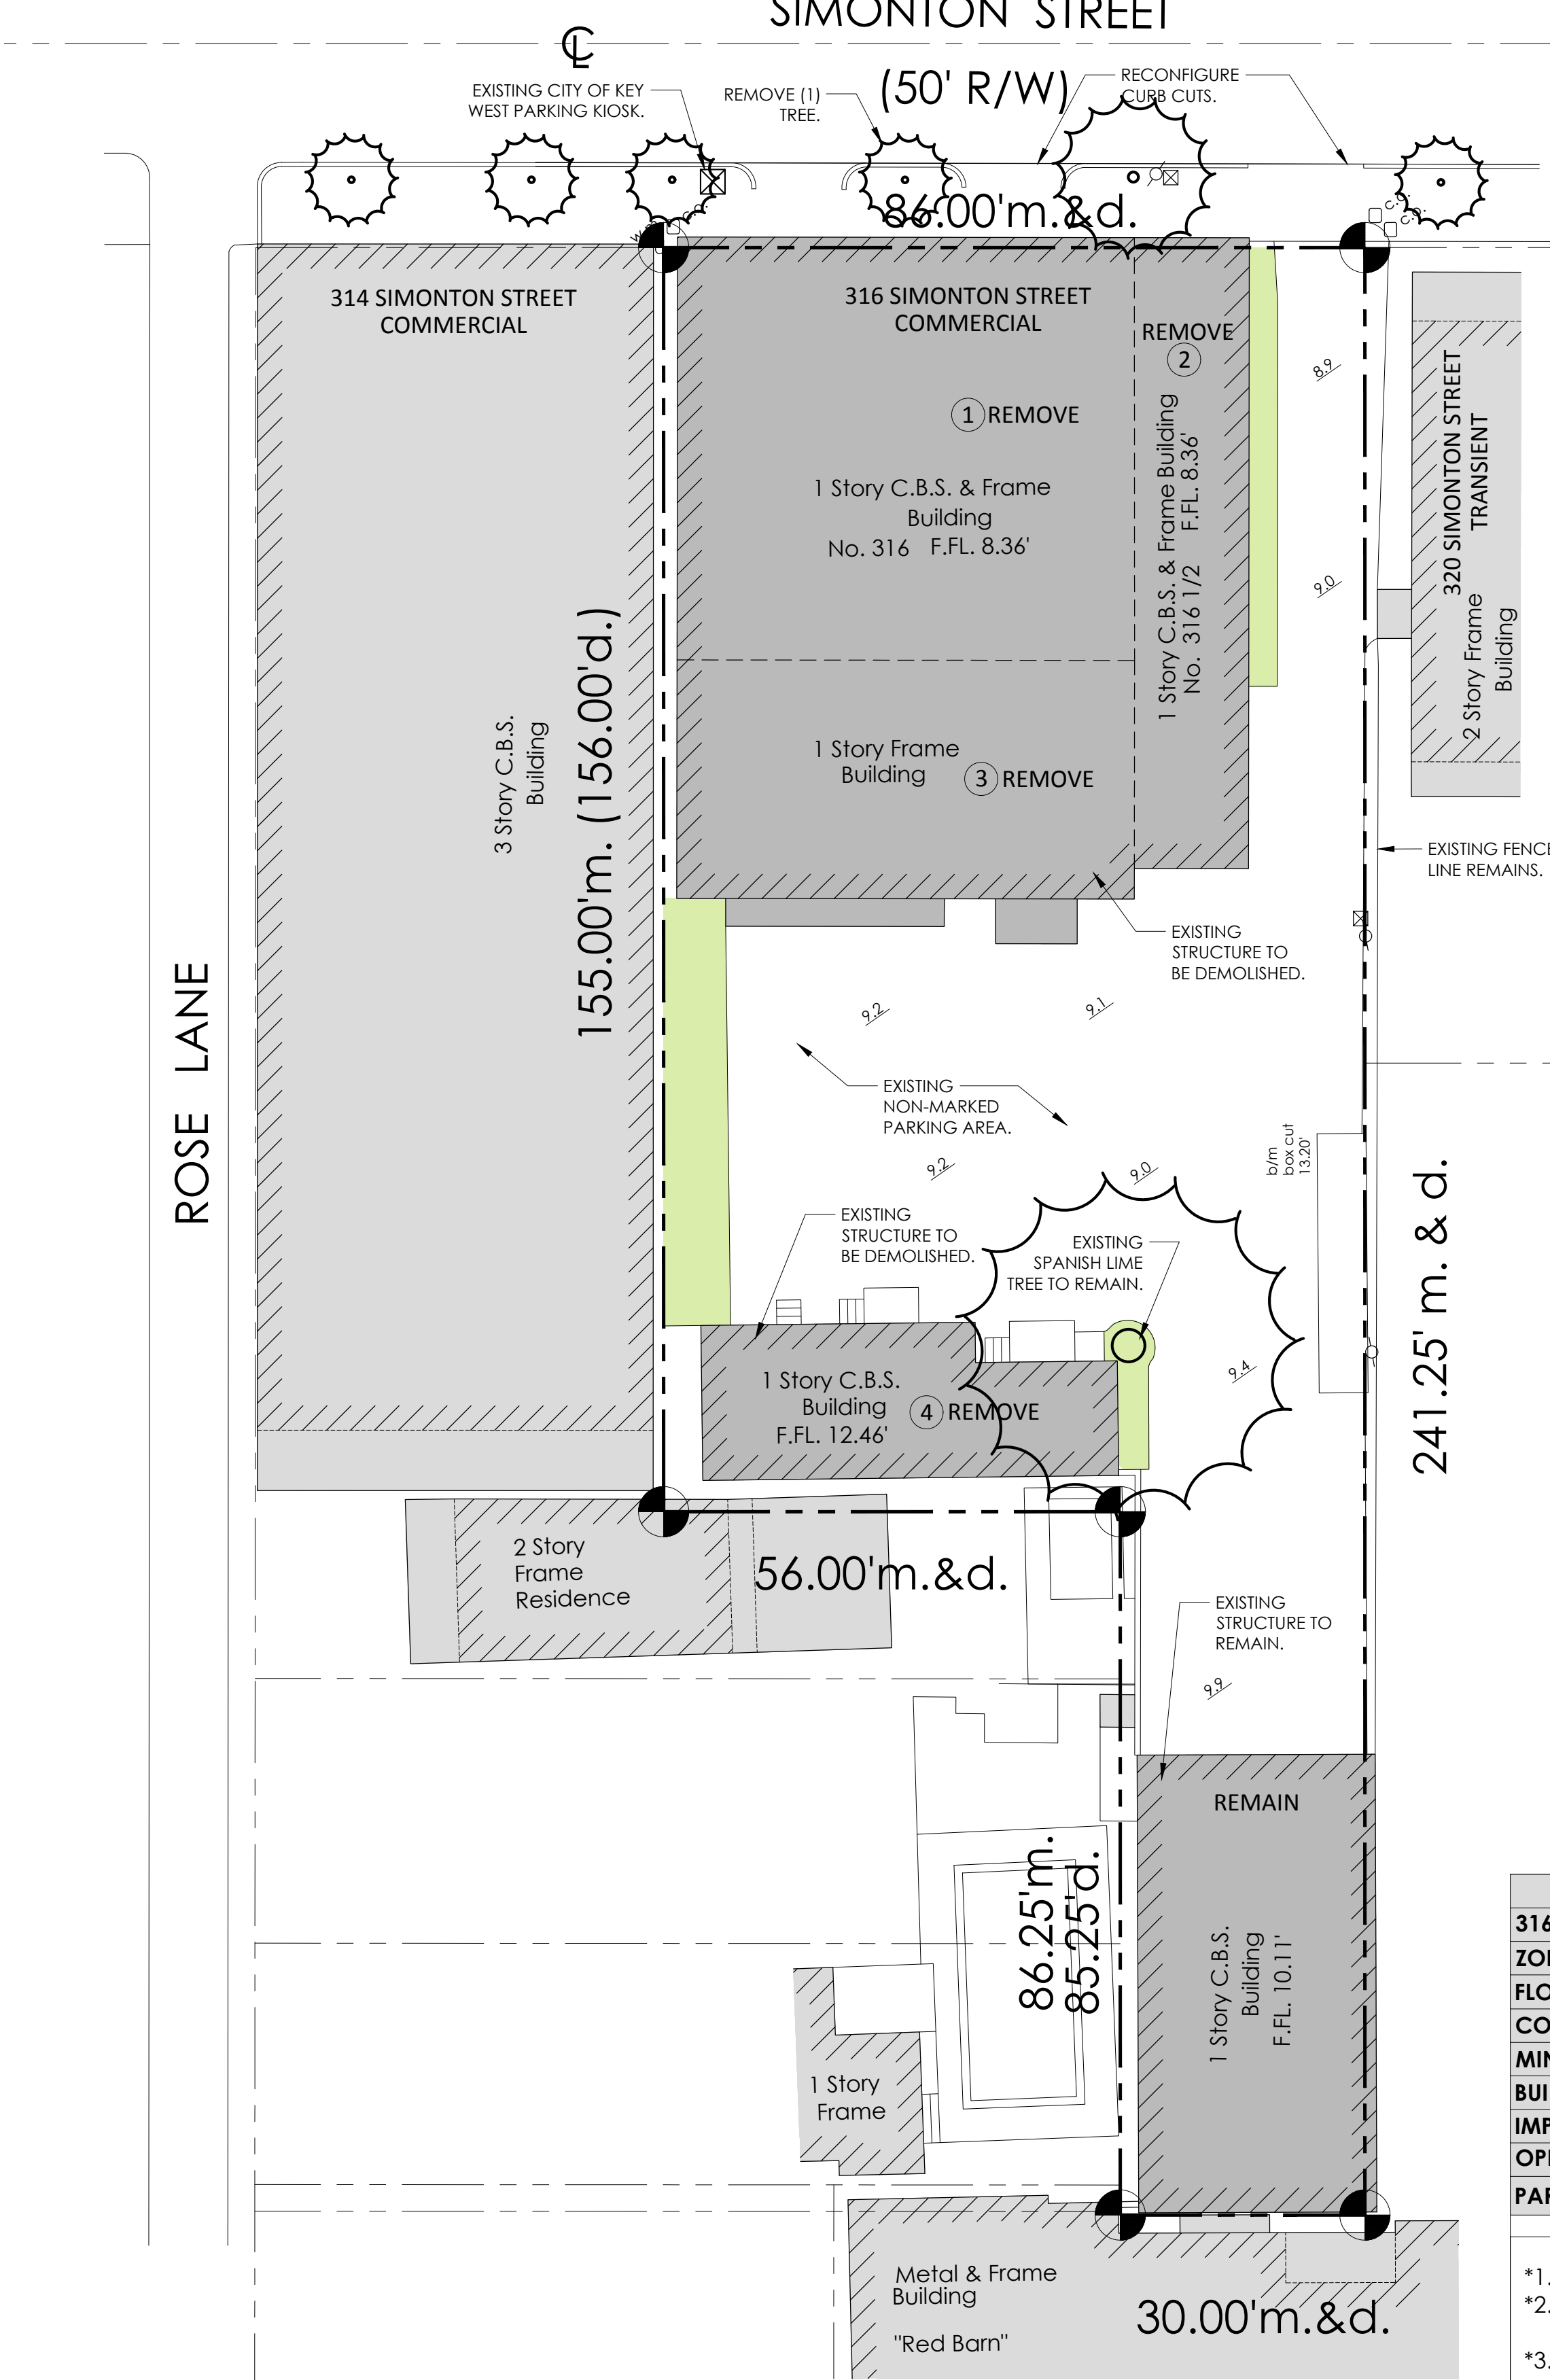 SIMONTON STREET
(50' R/W)
EXISTING CITY OF KEY
WEST PARKING KIOSK.
REMOVE (1)
TREE.
RECONFIGURE
CURB CUTS.
86.00'm.&d.
314 SIMONTON STREET
COMMERCIAL
316 SIMONTON STREET
COMMERCIAL
REMOVE
2
1 REMOVE
1 Story C.B.S. & Frame
Building
No. 316 F.FL. 8.36'
1 Story C.B.S. & Frame Building
No. 316 1/2 F.FL. 8.36'
8.9
9.0
320 SIMONTON STREET
TRANSIENT
2 Story Frame
Building
3 Story C.B.S.
Building
155.00'm. (156.00'd.)
1 Story Frame
Building
3 REMOVE
EXISTING FENCE
LINE REMAINS.
EXISTING
STRUCTURE TO
BE DEMOLISHED.
9.2
9.1
ROSE LANE
EXISTING
NON-MARKED
PARKING AREA.
9.2
9.0
b/m
box cut
13.20'
241.25' m. & d.
EXISTING
STRUCTURE TO
BE DEMOLISHED.
EXISTING
SPANISH LIME
TREE TO REMAIN.
9.4
1 Story C.B.S.
Building
F.FL. 12.46'
4 REMOVE
2 Story
Frame
Residence
56.00'm.&d.
EXISTING
STRUCTURE TO
REMAIN.
9.9
REMAIN
86.25'm.
85.25'd.
1 Story C.B.S.
Building
F.FL. 10.11'
1 Story
Frame
Metal & Frame
Building
"Red Barn"
30.00'm.&d.
316
*1.
*2.
*3.